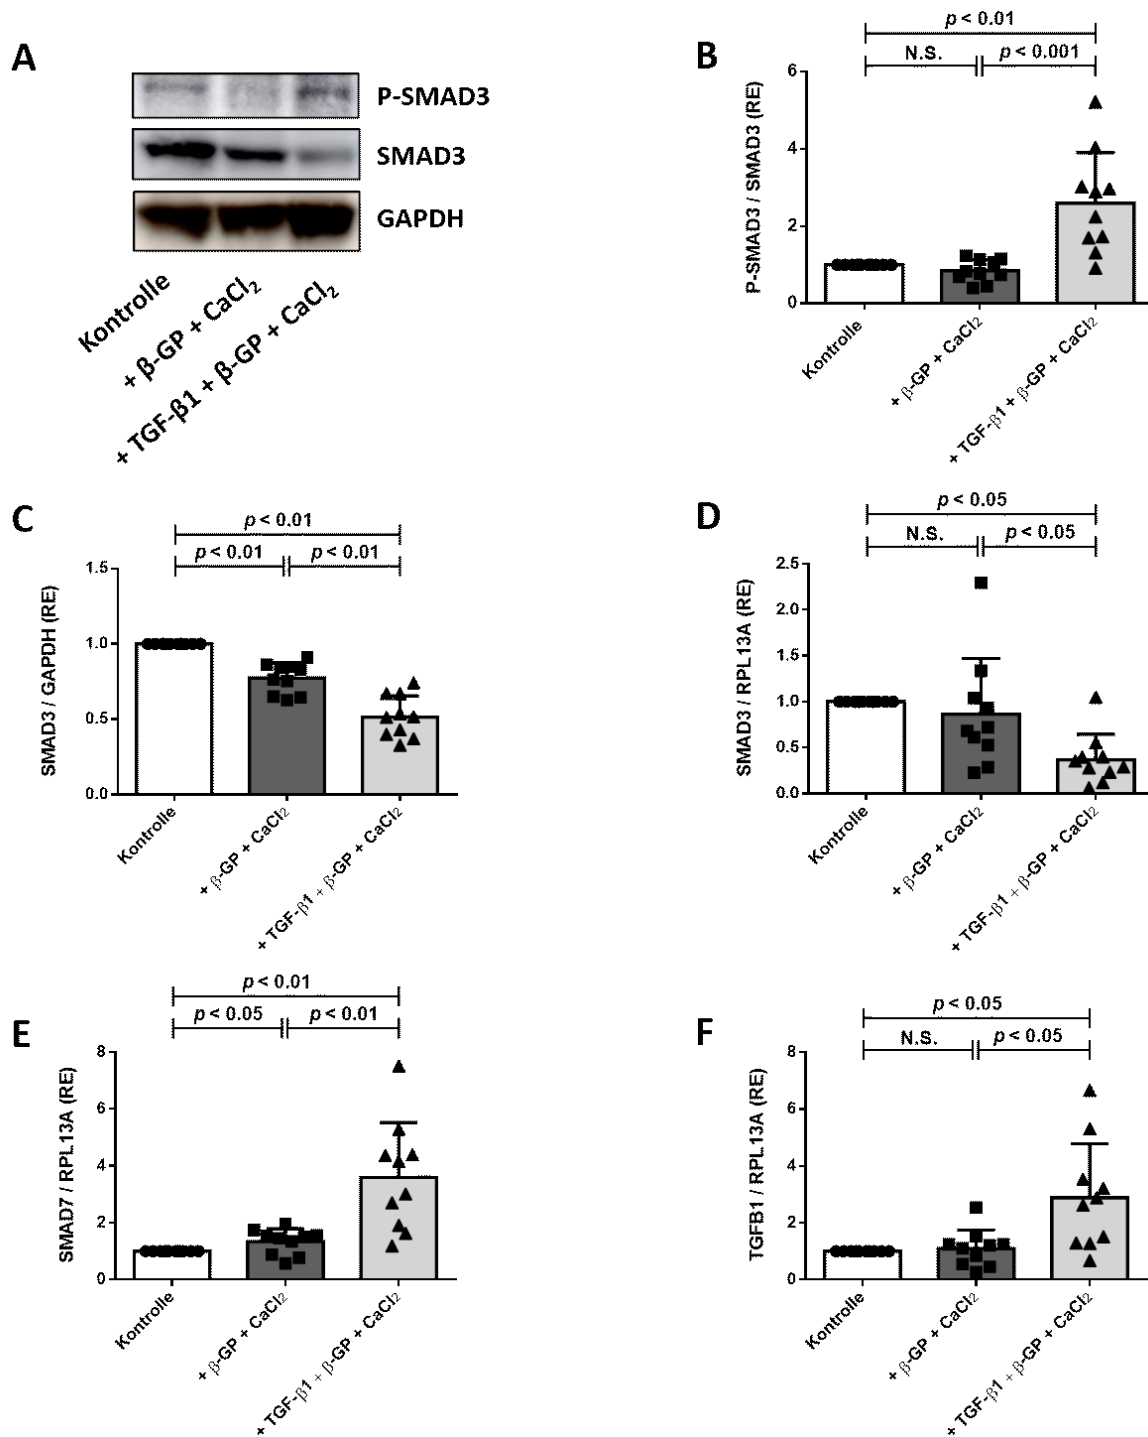 A
P-SMAD3
SMAD3
GAPDH
Kontrolle
+ β-GP + CaCl₂
+ TGF-β1 + β-GP + CaCl₂
B
p < 0.01
N.S.
p < 0.001
P-SMAD3 / SMAD3 (RE)
6
4
2
0
Kontrolle
+ β-GP + CaCl₂
+ TGF-β1 + β-GP + CaCl₂
C
p < 0.01
p < 0.01
p < 0.01
SMAD3 / GAPDH (RE)
1.5
1.0
0.5
0.0
Kontrolle
+ β-GP + CaCl₂
+ TGF-β1 + β-GP + CaCl₂
D
p < 0.05
N.S.
p < 0.05
SMAD3 / RPL13A (RE)
2.5
2.0
1.5
1.0
0.5
0.0
Kontrolle
+ β-GP + CaCl₂
+ TGF-β1 + β-GP + CaCl₂
E
p < 0.01
p < 0.05
p < 0.01
SMAD7 / RPL13A (RE)
8
6
4
2
0
Kontrolle
+ β-GP + CaCl₂
+ TGF-β1 + β-GP + CaCl₂
F
p < 0.05
N.S.
p < 0.05
TGFB1 / RPL13A (RE)
8
6
4
2
0
Kontrolle
+ β-GP + CaCl₂
+ TGF-β1 + β-GP + CaCl₂